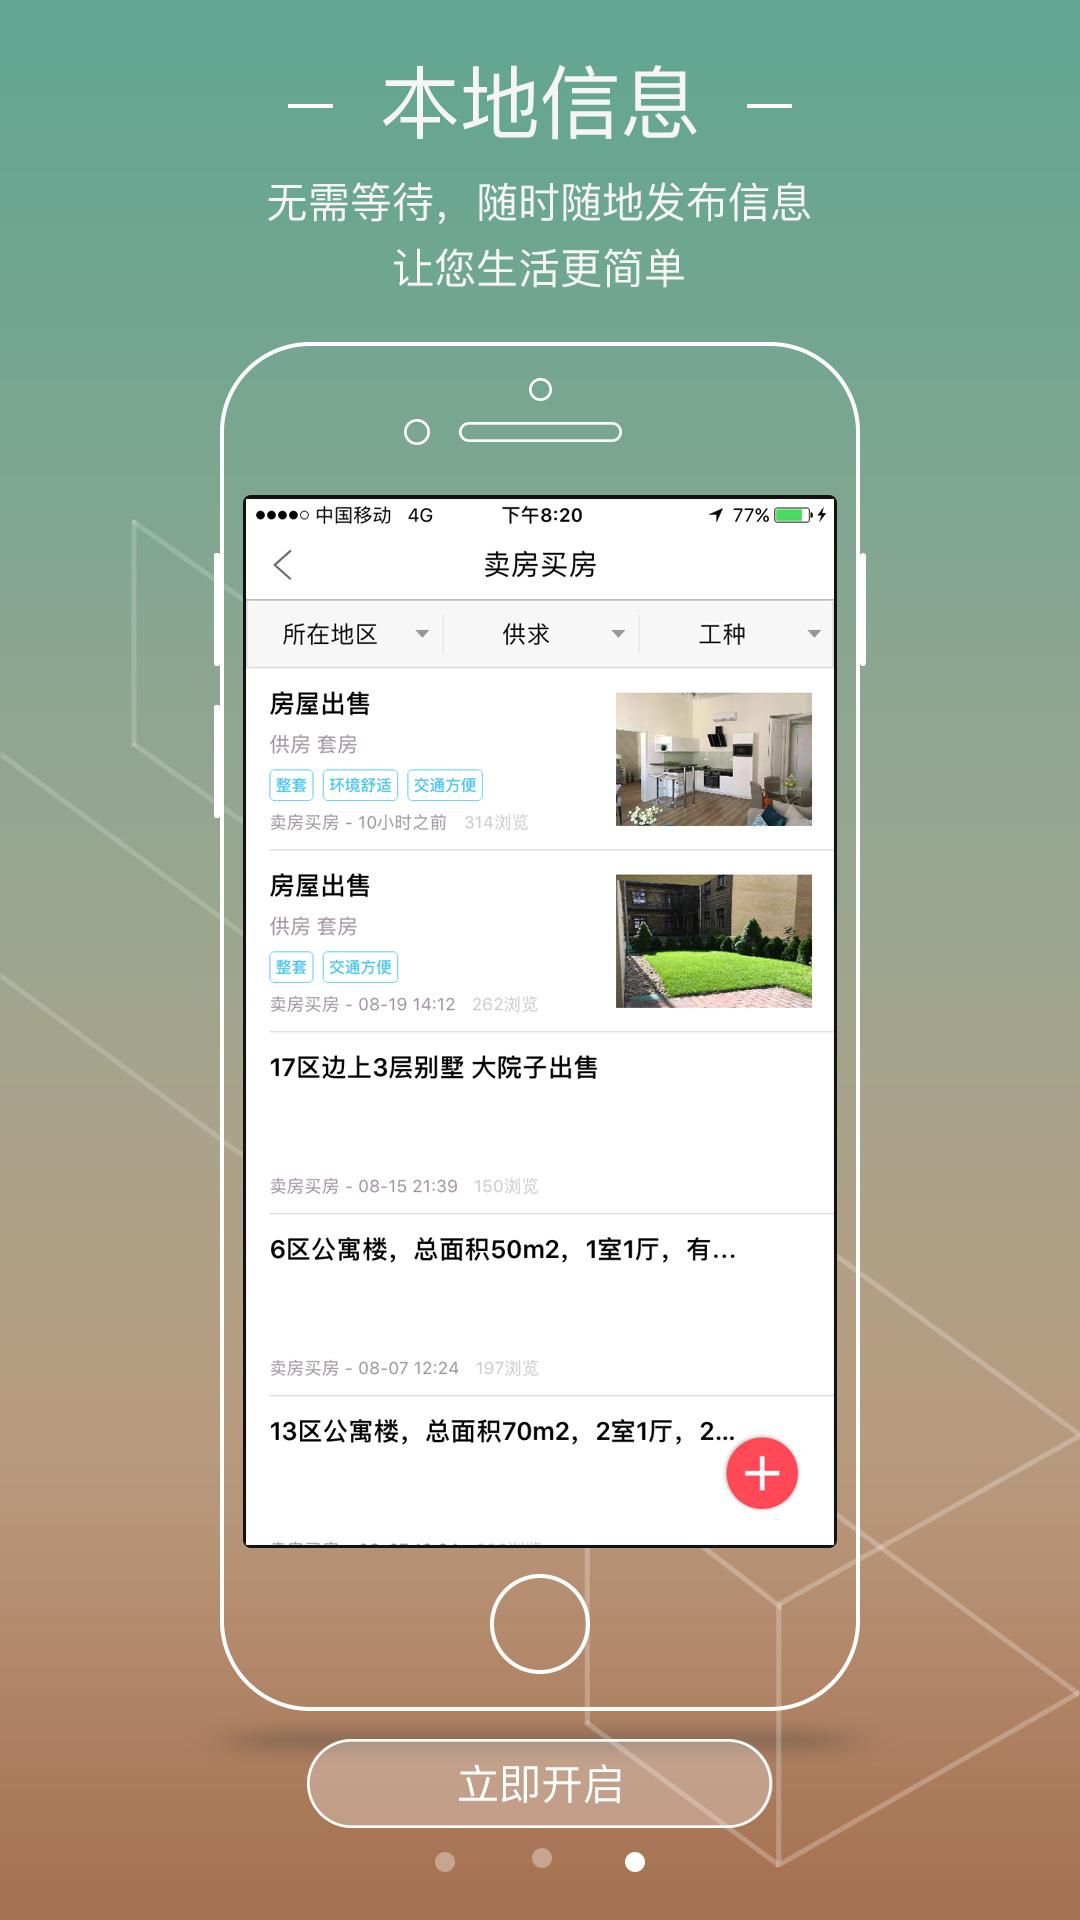 本地信息
无需等待，随时随地发布信息
让您生活更简单
中国移动 4G 下午8:20 77%
卖房买房
所在地区 供求 工种
房屋出售
供房 套房
整套 环境舒适 交通方便
卖房买房 - 10小时之前 314浏览
房屋出售
供房 套房
整套 交通方便
卖房买房 - 08-19 14:12 262浏览
17区边上3层别墅 大院子出售
卖房买房 - 08-15 21:39 150浏览
6区公寓楼，总面积50m2，1室1厅，有...
卖房买房 - 08-07 12:24 197浏览
13区公寓楼，总面积70m2，2室1厅，2...
立即开启